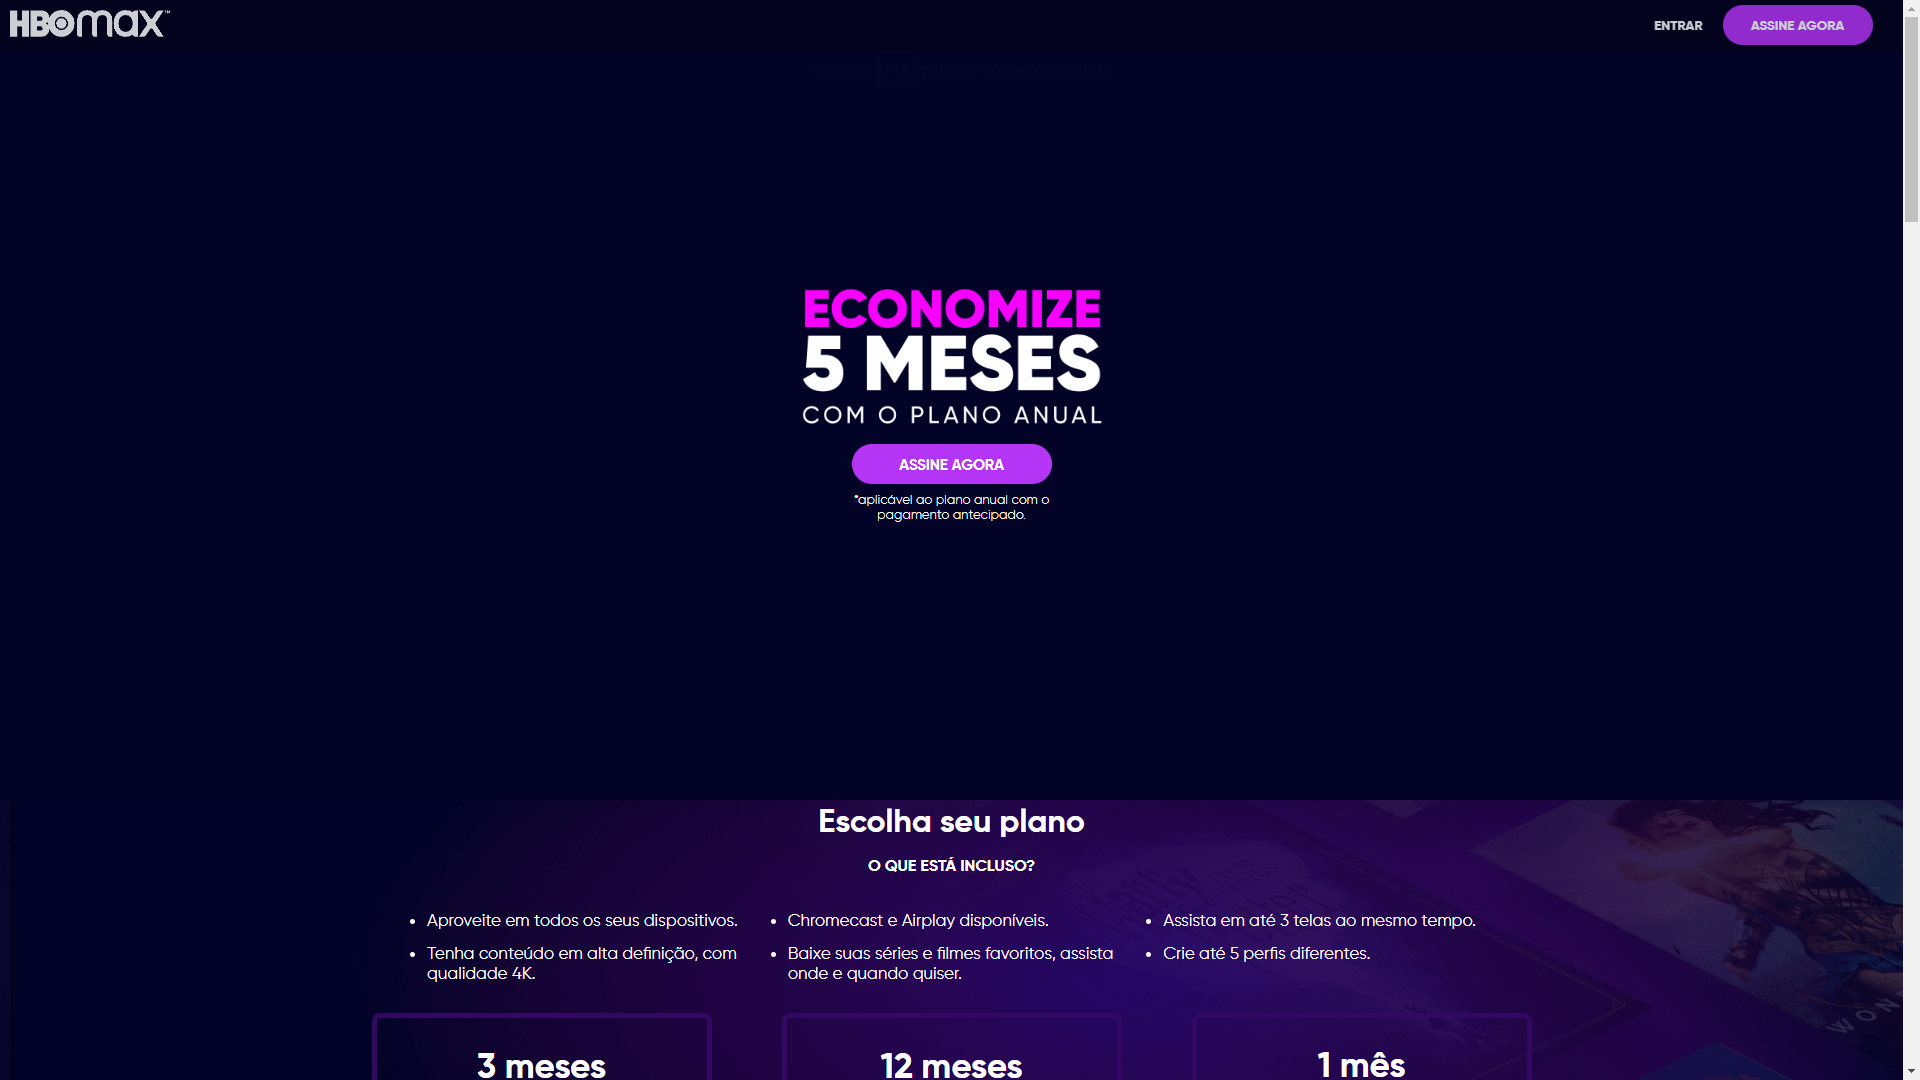 HBOMAX™
ENTRAR
ASSINE AGORA
ECONOMIZE
5 MESES
COM O PLANO ANUAL
ASSINE AGORA
*aplicável ao plano anual com o
pagamento antecipado.
Escolha seu plano
O QUE ESTÁ INCLUSO?
Aproveite em todos os seus dispositivos.
Tenha conteúdo em alta definição, com
qualidade 4K.
Chromecast e Airplay disponíveis.
Baixe suas séries e filmes favoritos, assista
onde e quando quiser.
Assista em até 3 telas ao mesmo tempo.
Crie até 5 perfis diferentes.
3 meses
12 meses
1 mês